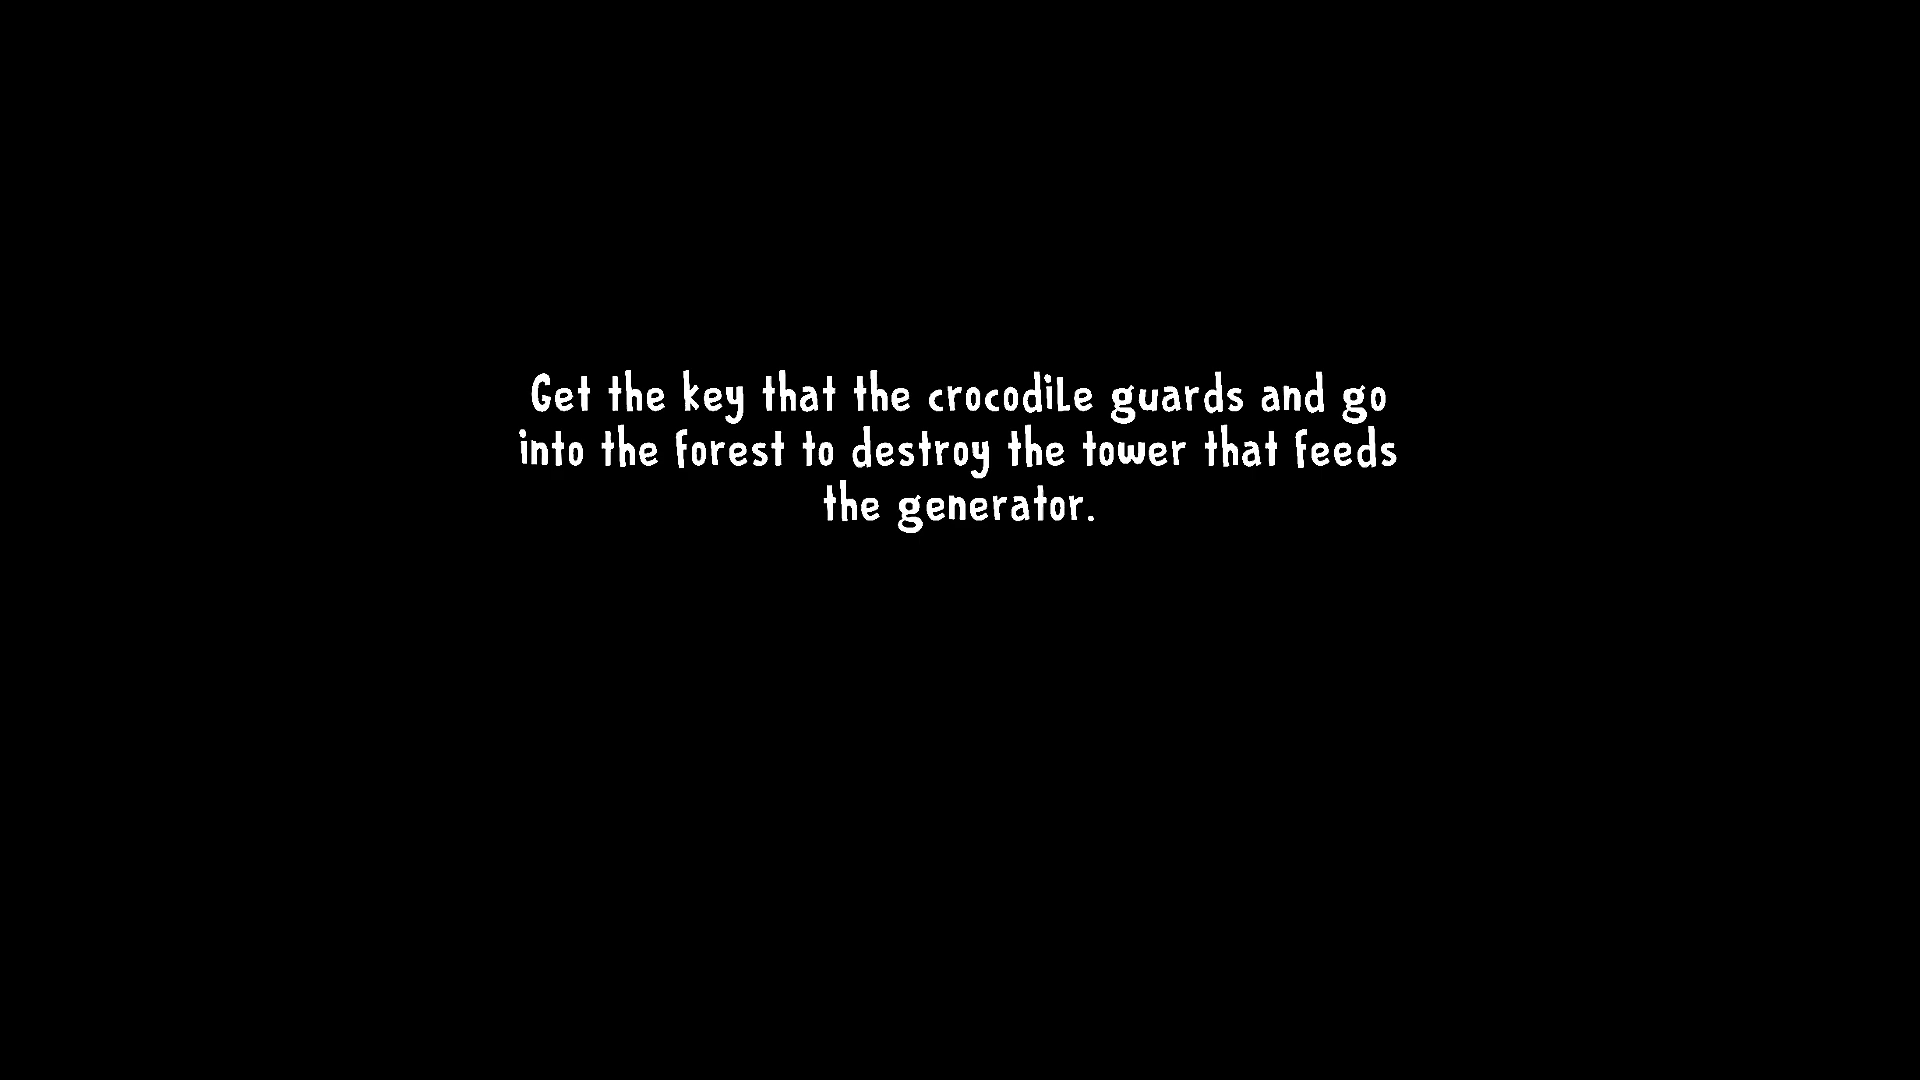 Get the key that the crocodile guards and go
into the forest to destroy the tower that feeds
the generator.